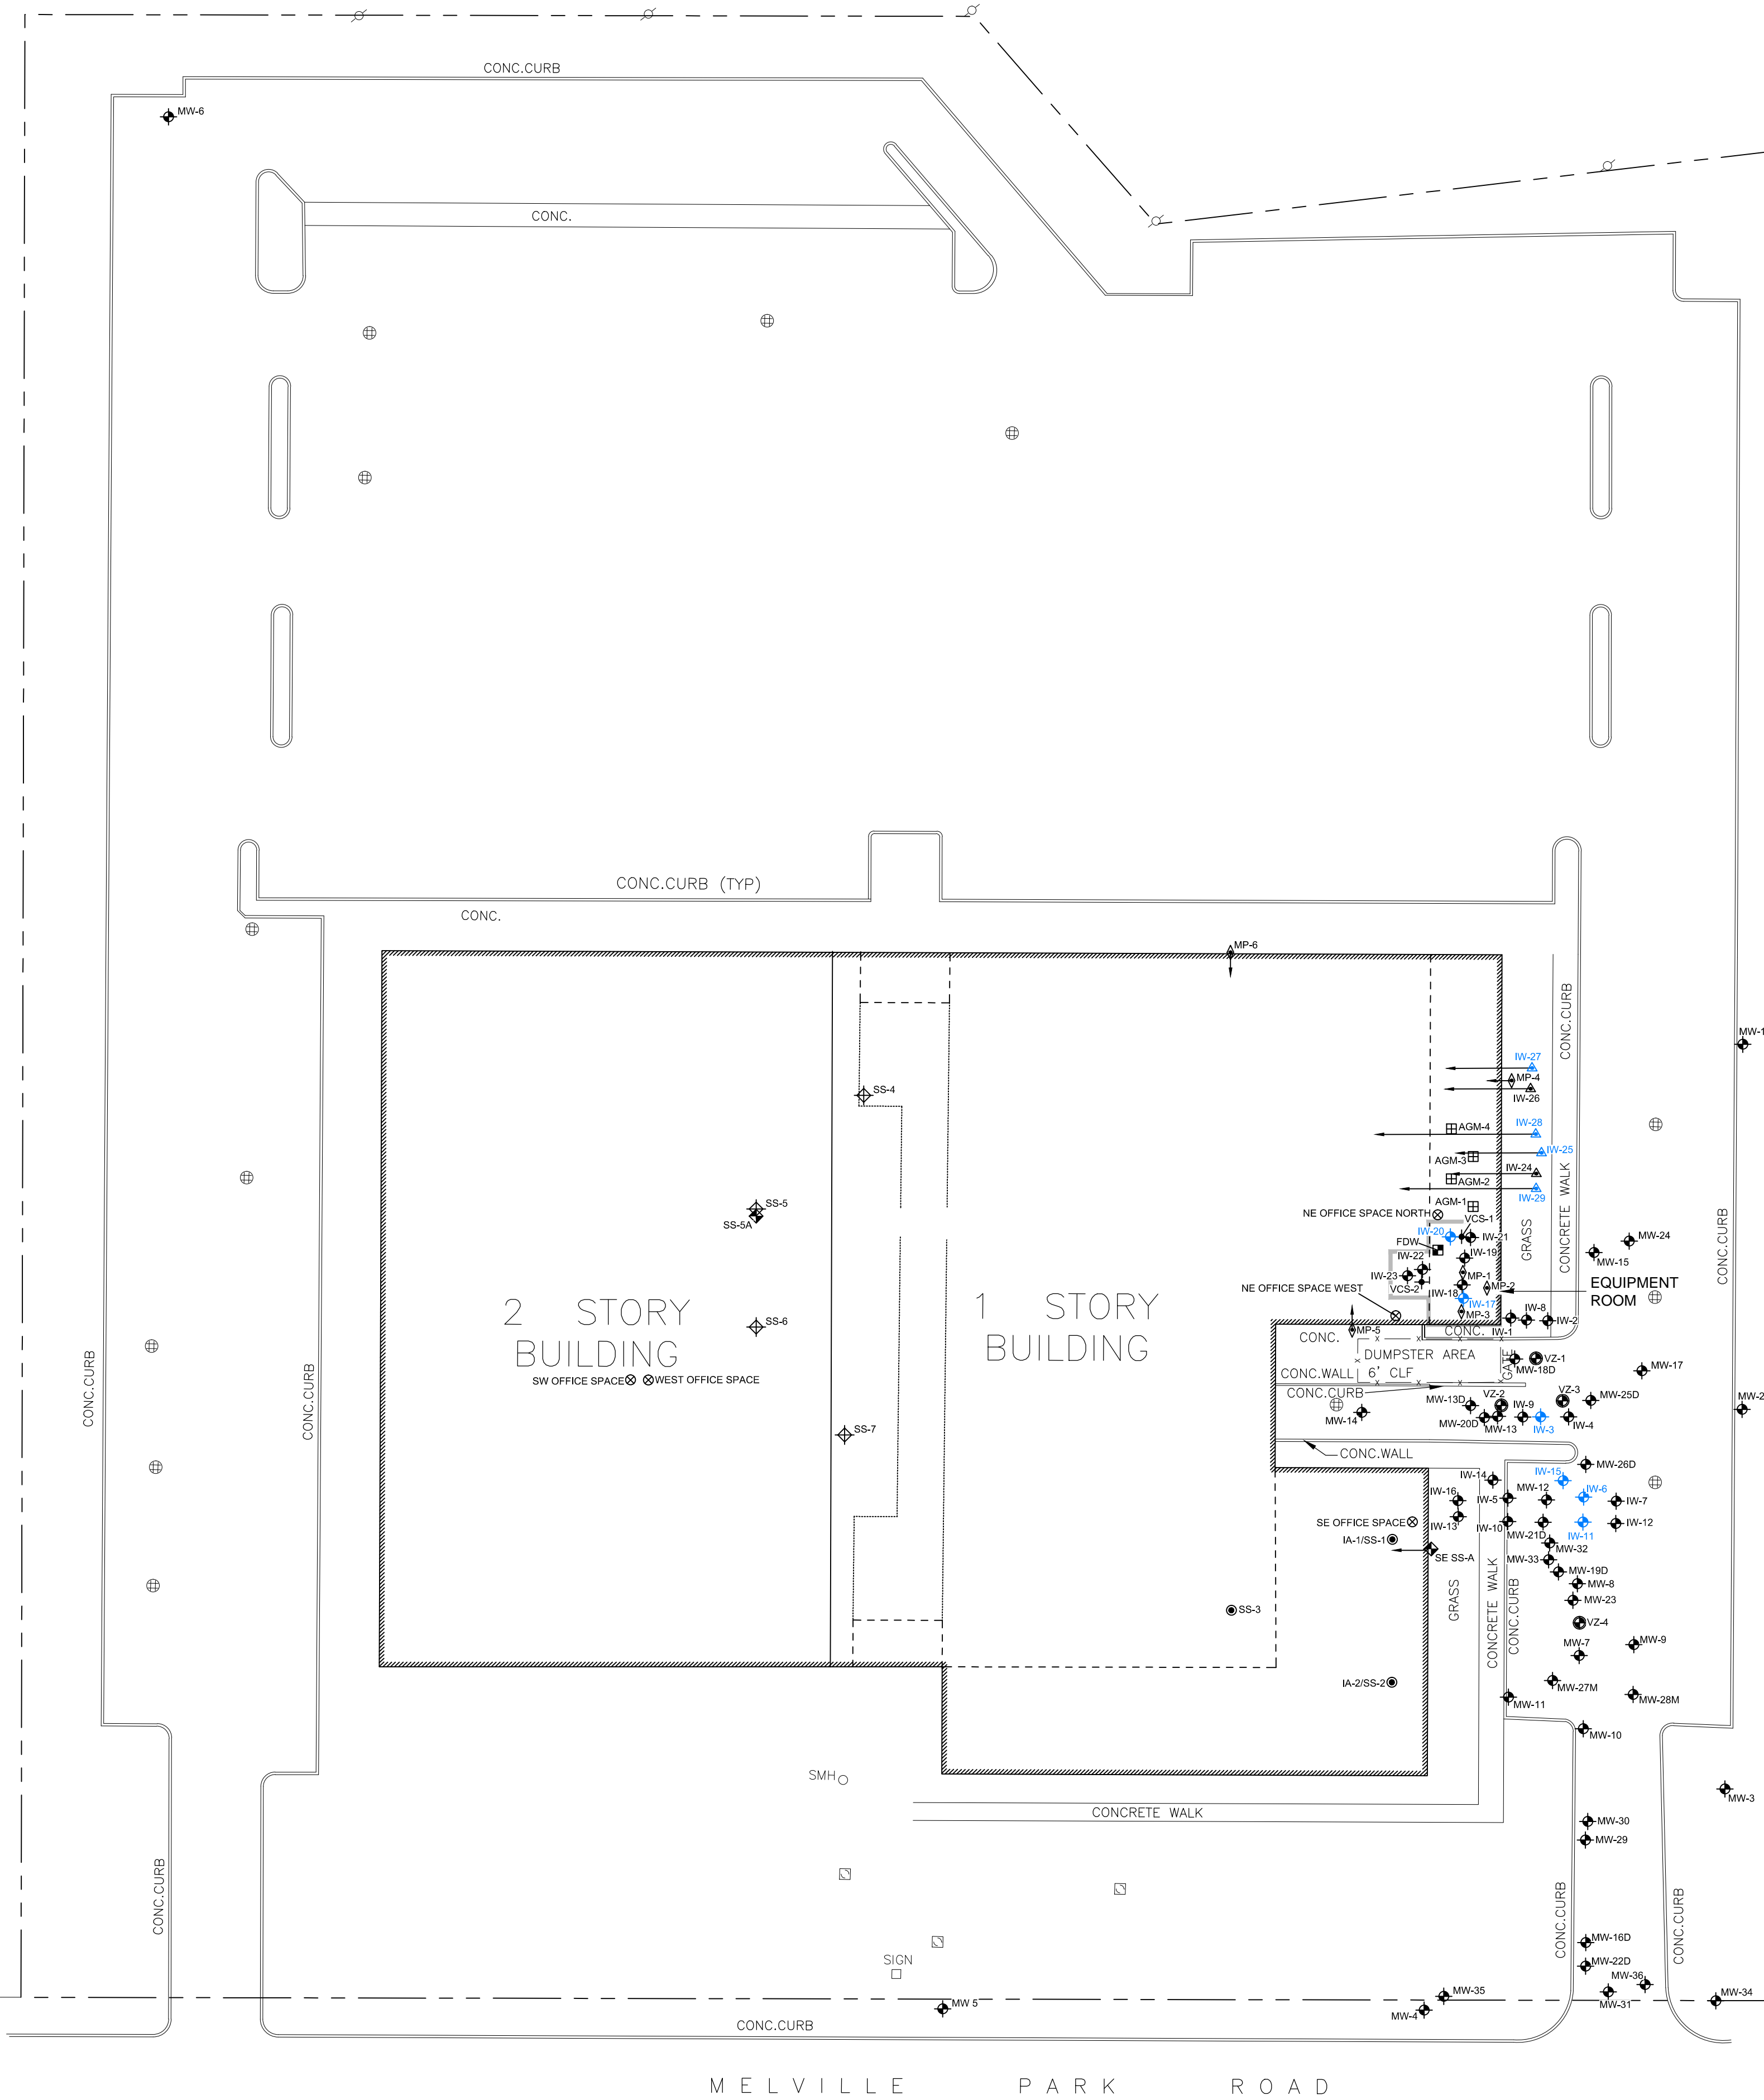 CONC.CURB
MW-6
CONC.
CONC.CURB (TYP)
CONC.
MP-6
CONC.CURB
MW-1
IW-27
MP-4
IW-26
SS-4
IW-28
AGM-4
IW-25
AGM-3
IW-24
AGM-2
IW-29
CONCRETE WALK
AGM-1
SS-5
SS-5A
NE OFFICE SPACE NORTH
VCS-1
GRASS
IW-20
IW-21
MW-24
FDW
IW-19
MW-15
IW-22
CONC.CURB
IW-23
MP-1
VCS-2
MP-2
EQUIPMENT
ROOM
NE OFFICE SPACE WEST
IW-18
IW-17
MP-3
IW-8
2 STORY
BUILDING
1 STORY
BUILDING
SS-6
MP-5
CONC.
CONC.
IW-1
IW-2
DUMPSTER AREA
GATE
VZ-1
MW-18D
CONC.WALL
6' CLF
MW-17
SW OFFICE SPACE
WEST OFFICE SPACE
CONC.CURB
CONC.CURB
CONC.CURB
MW-13D
VZ-2
VZ-3
MW-25D
IW-9
MW-2
MW-14
MW-20D
MW-13
IW-3
IW-4
SS-7
CONC.WALL
MW-26D
IW-14
IW-15
IW-16
IW-5
MW-12
IW-6
IW-7
SE OFFICE SPACE
IW-13
IW-10
MW-21D
IW-11
IW-12
IA-1/SS-1
SE SS-A
MW-32
MW-33
MW-19D
MW-8
GRASS
CONCRETE WALK
CONC.CURB
MW-23
SS-3
VZ-4
MW-7
MW-9
IA-2/SS-2
MW-27M
MW-11
MW-28M
MW-10
SMH
MW-3
CONCRETE WALK
MW-30
MW-29
CONC.CURB
CONC.CURB
CONC.CURB
MW-16D
SIGN
MW-22D
MW-36
MW-35
MW-31
MW-34
MW 5
MW-4
CONC.CURB
MELVILLE PARK ROAD